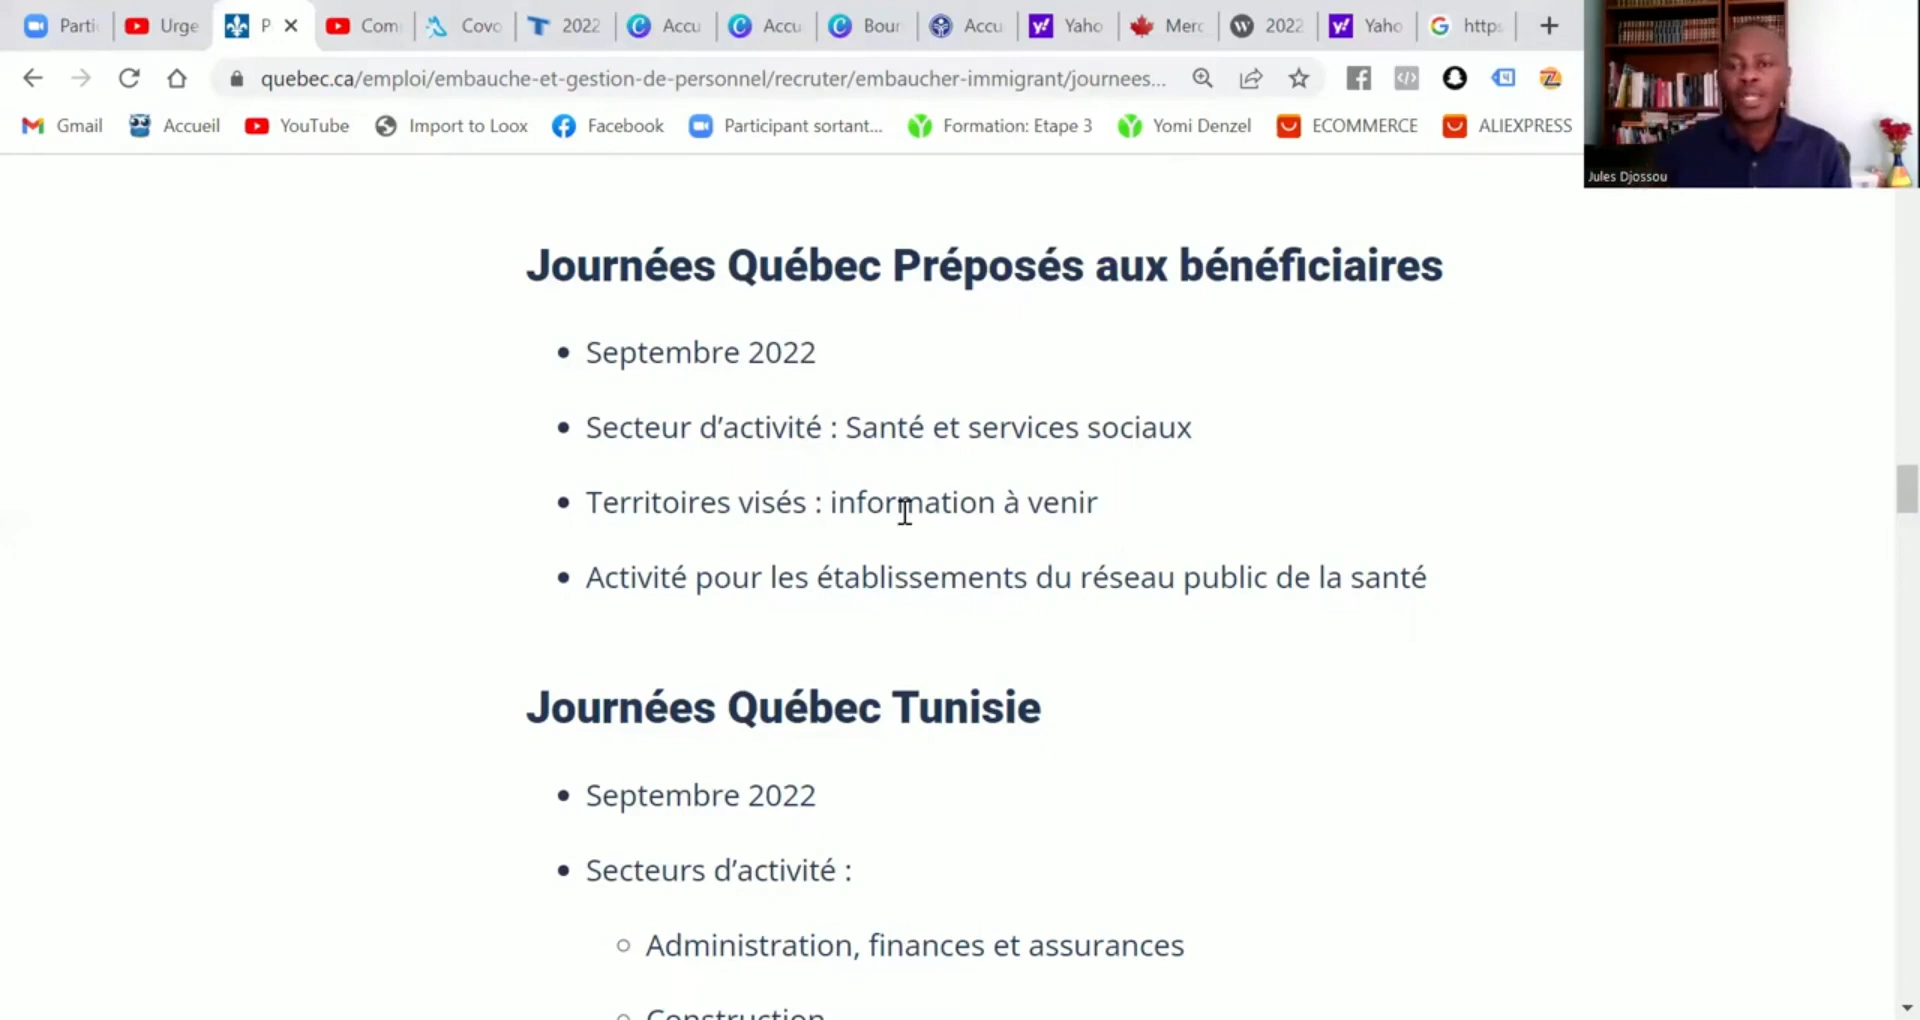 Parti
Urge
P
Com
Covo
2022
Accu
Accu
Bour
Accu
Yaho
Merc
2022
Yaho
https
quebec.ca/emploi/embauche-et-gestion-de-personnel/recruter/embaucher-immigrant/journees...
Gmail
Accueil
YouTube
Import to Loox
Facebook
Participant sortant...
Formation: Etape 3
Yomi Denzel
ECOMMERCE
ALIEXPRESS
Jules Djossou
Journées Québec Préposés aux bénéficiaires
Septembre 2022
Secteur d’activité : Santé et services sociaux
Territoires visés : information à venir
Activité pour les établissements du réseau public de la santé
Journées Québec Tunisie
Septembre 2022
Secteurs d’activité :
Administration, finances et assurances
Construction